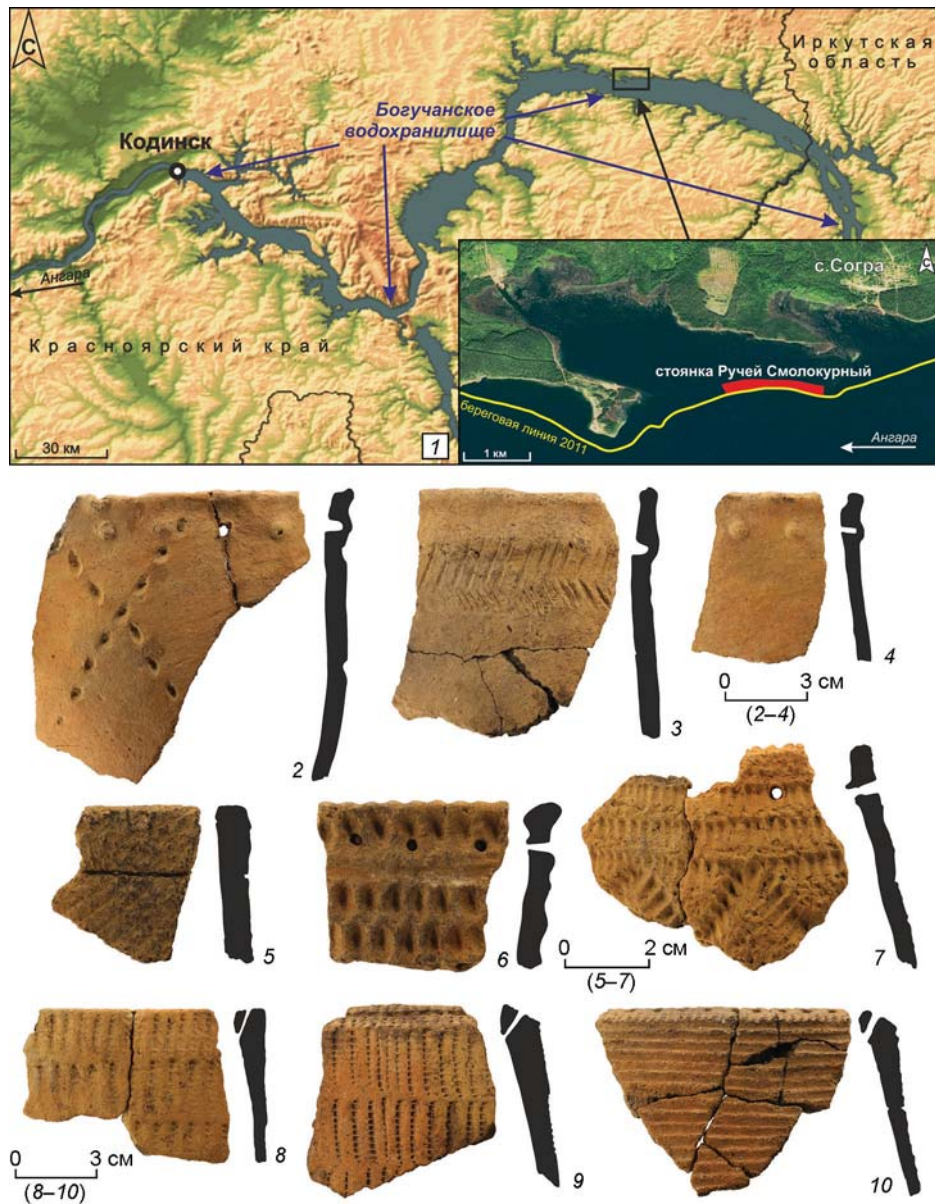 С
Иркутская
область
Богучанское
водохранилище
Кодинск
Ангара
Красноярский край
30 км
1
С
с.Согра
стоянка Ручей Смолокурный
береговая линия 2011
1 км
Ангара
2
3
4
0 3 см
(2–4)
5
6
0 2 см
(5–7)
7
0 3 см
(8–10)
8
9
10